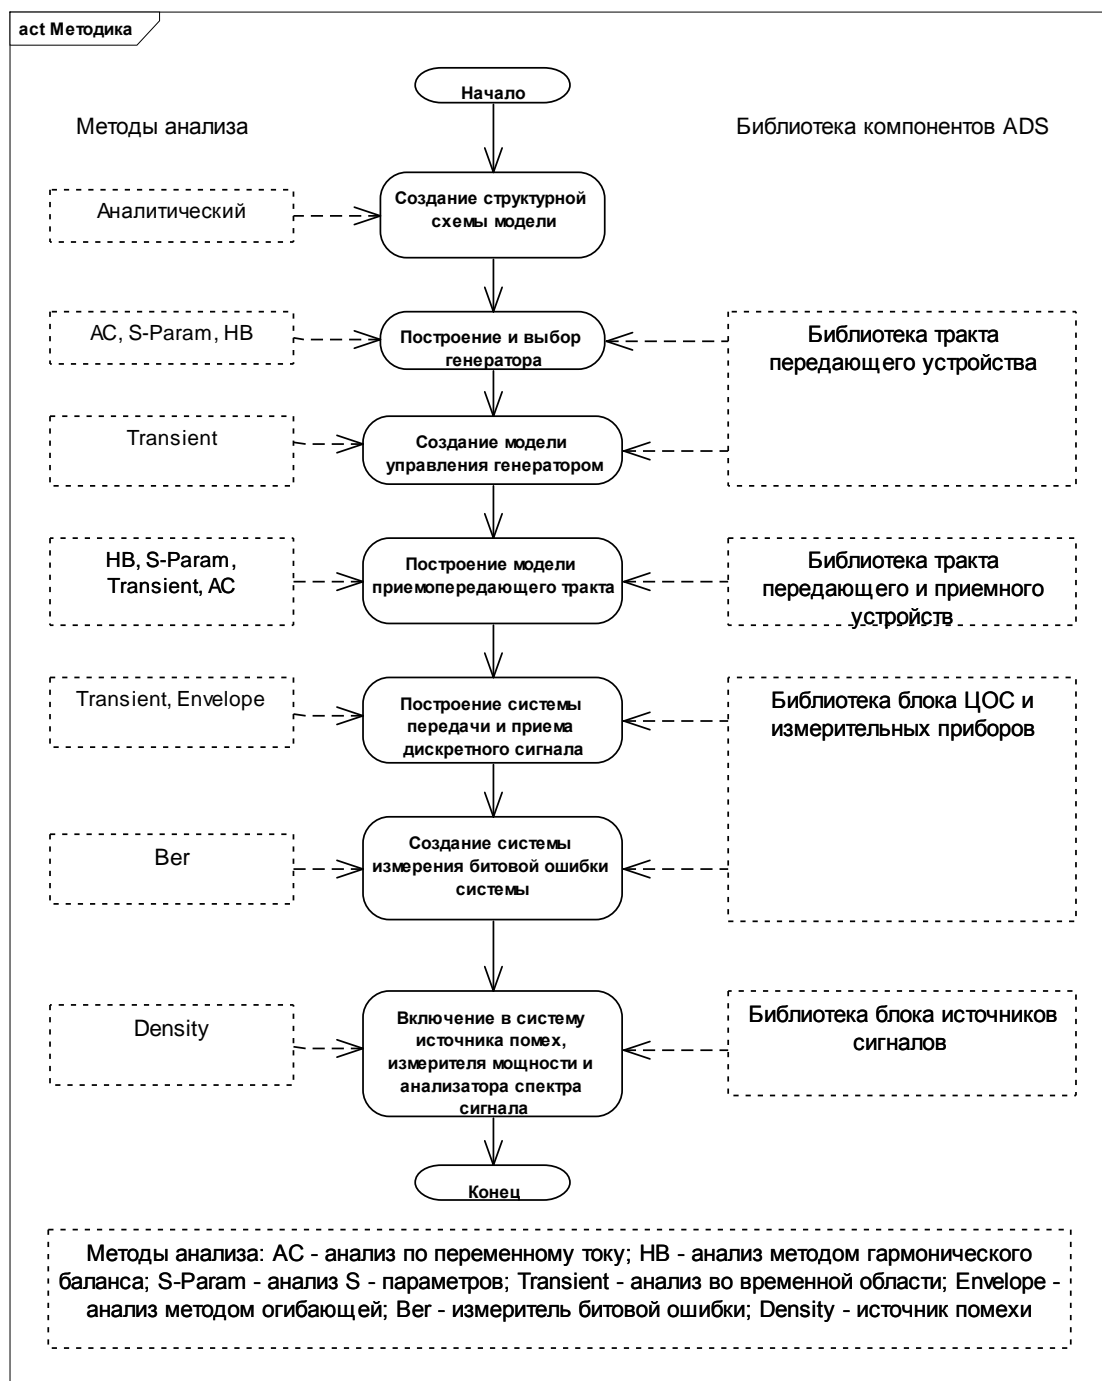 act Методика
Начало
Методы анализа
Библиотека компонентов ADS
Аналитический
Создание структурной
схемы модели
AC, S-Param, HB
Построение и выбор
генератора
Библиотека тракта
передающего устройства
Transient
Создание модели
управления генератором
HB, S-Param,
Transient, AC
Построение модели
приемопередающего тракта
Библиотека тракта
передающего и приемного
устройств
Transient, Envelope
Построение системы
передачи и приема
дискретного сигнала
Библиотека блока ЦОС и
измерительных приборов
Ber
Создание системы
измерения битовой ошибки
системы
Density
Включение в систему
источника помех,
измерителя мощности и
анализатора спектра
сигнала
Библиотека блока источников
сигналов
Конец
Методы анализа: AC - анализ по переменному току; HB - анализ методом гармонического
баланса; S-Param - анализ S - параметров; Transient - анализ во временной области; Envelope -
анализ методом огибающей; Ber - измеритель битовой ошибки; Density - источник помехи